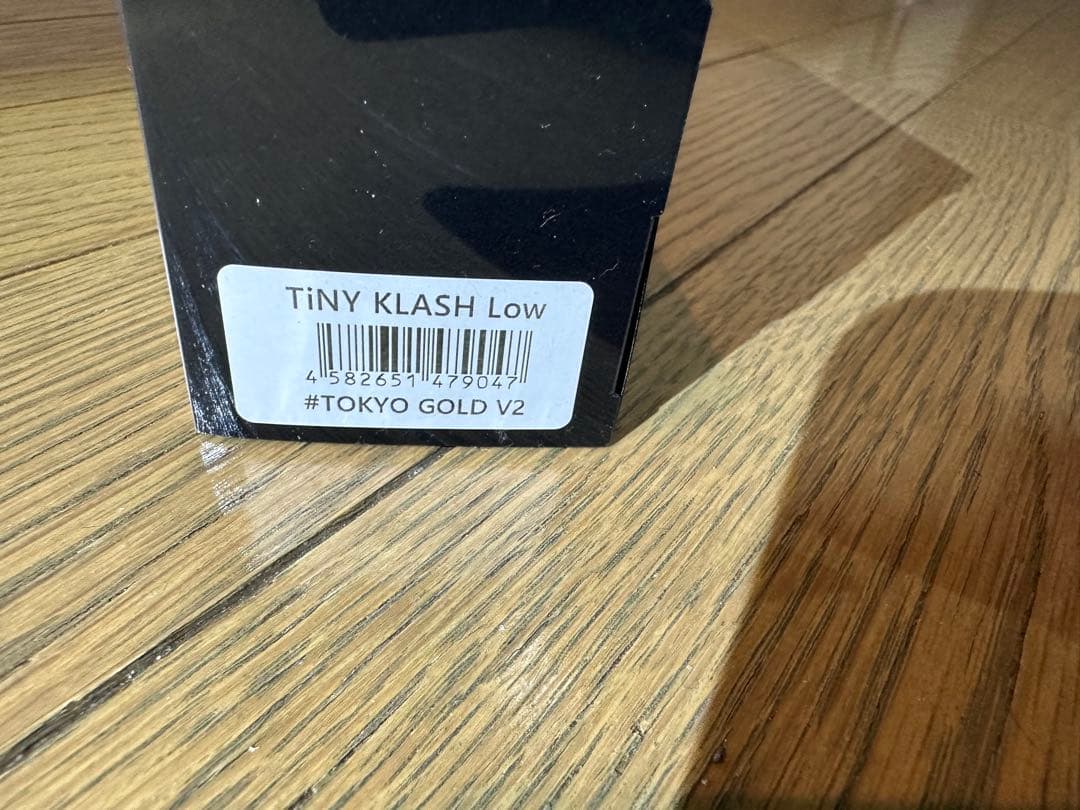 TiNY KLASH Low
4 582651 479047
#TOKYO GOLD V2